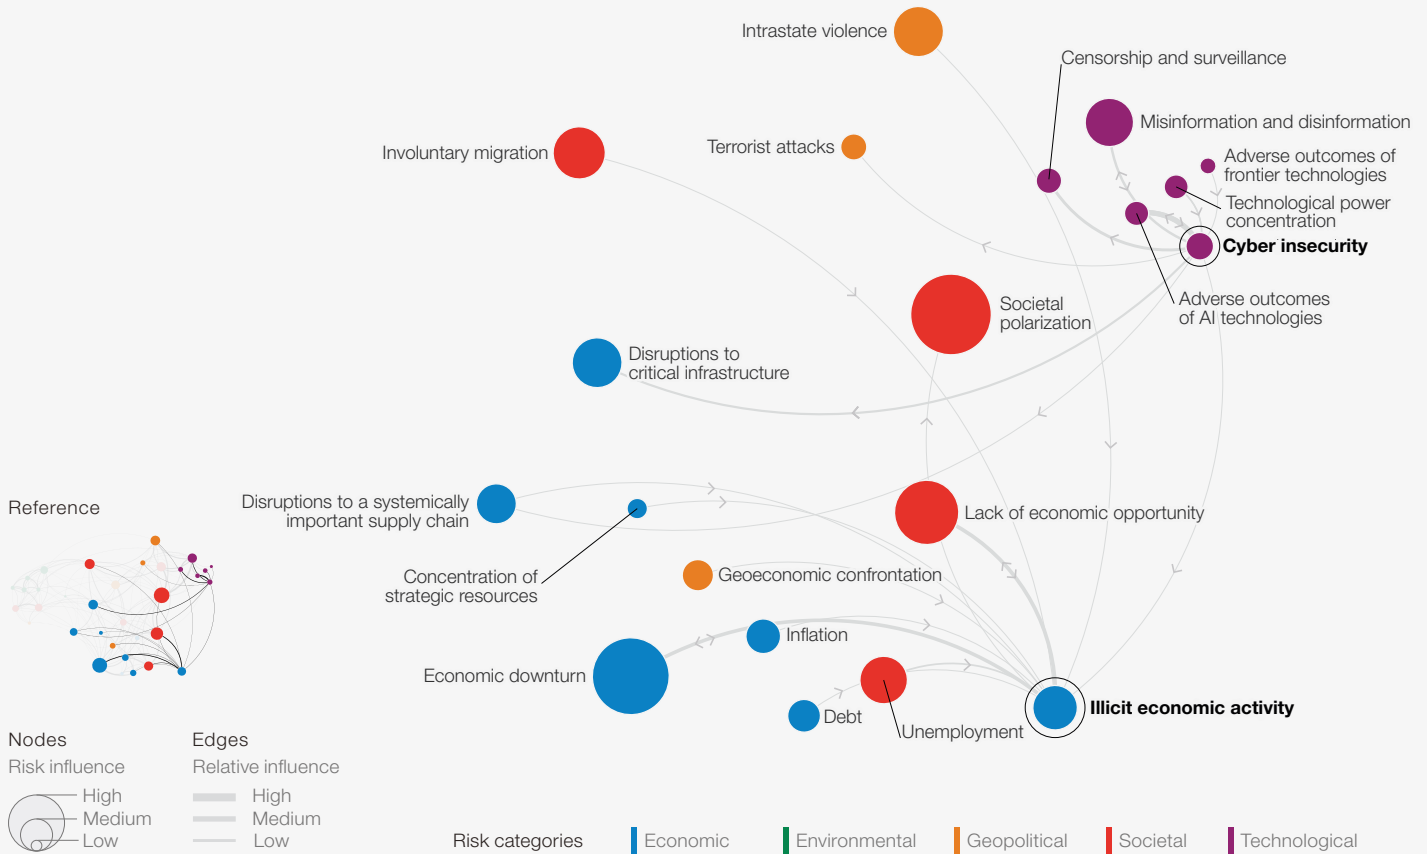 Intrastate violence
Censorship and surveillance
Misinformation and disinformation
Involuntary migration
Terrorist attacks
Adverse outcomes of
frontier technologies
Technological power
concentration
Cyber insecurity
Adverse outcomes
of AI technologies
Societal
polarization
Disruptions to
critical infrastructure
Reference
Disruptions to a systemically
important supply chain
Lack of economic opportunity
Concentration of
strategic resources
Geoeconomic confrontation
Inflation
Economic downturn
Debt
Unemployment
Illicit economic activity
Nodes
Risk influence
High
Medium
Low
Edges
Relative influence
High
Medium
Low
Risk categories
Economic
Environmental
Geopolitical
Societal
Technological